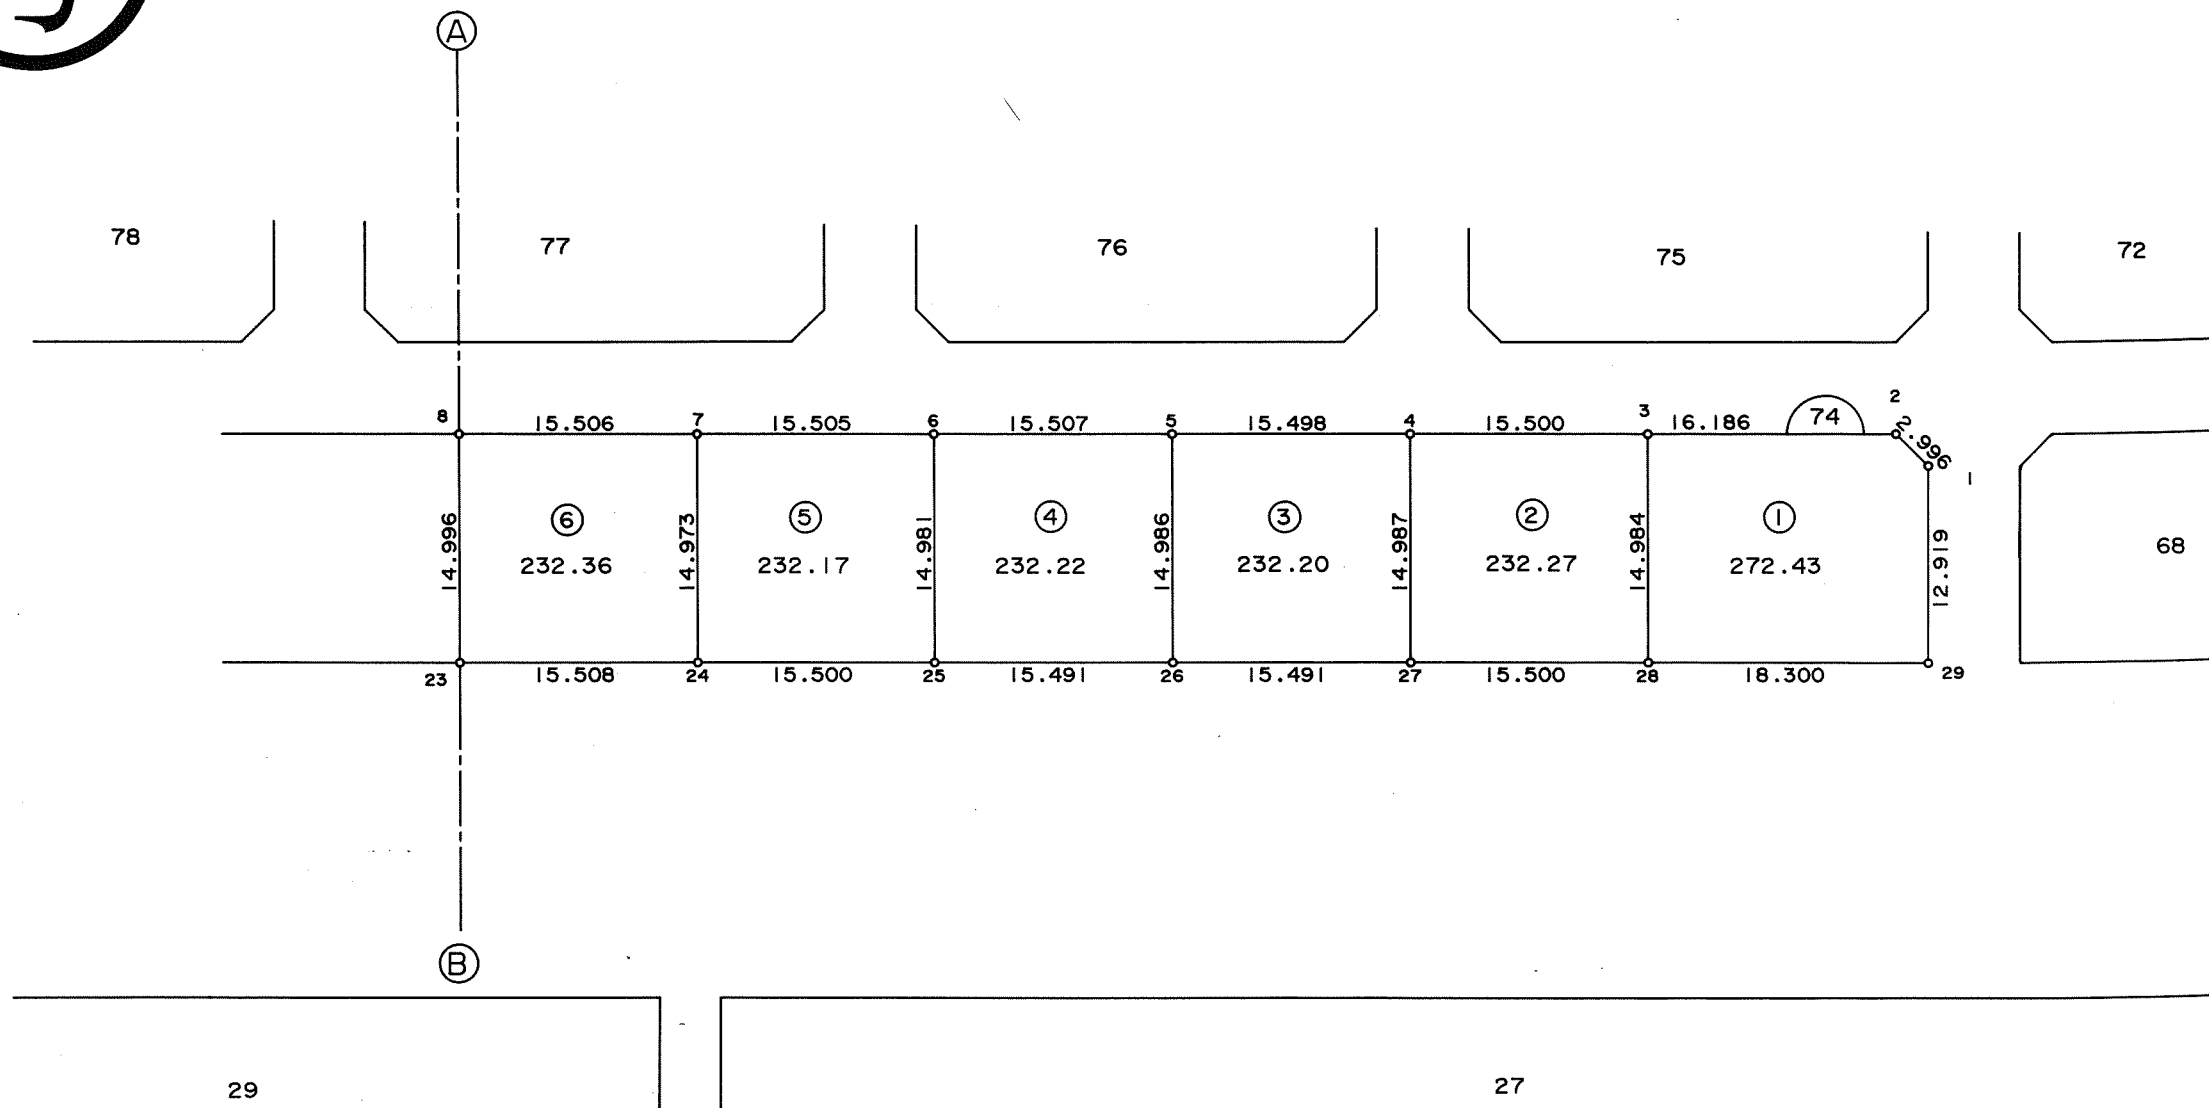 Ⓐ
78 77 76 75 72
8 15.506 7 15.505 6 15.507 5 15.498 4 15.500 3 16.186 74 2
2.996
1
14.996 ⑥ 14.973 ⑤ 14.981 ④ 14.986 ③ 14.987 ② 14.984 ① 12.919
232.36 232.17 232.22 232.20 232.27 272.43 68
23 15.508 24 15.500 25 15.491 26 15.491 27 15.500 28 18.300 29
Ⓑ
29 27